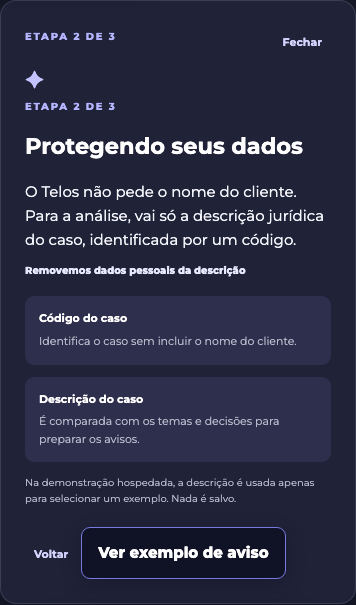 ETAPA 2 DE 3
Fechar
ETAPA 2 DE 3
Protegendo seus dados
O Telos não pede o nome do cliente.
Para a análise, vai só a descrição jurídica
do caso, identificada por um código.
Removemos dados pessoais da descrição
Código do caso
Identifica o caso sem incluir o nome do cliente.
Descrição do caso
É comparada com os temas e decisões para
preparar os avisos.
Na demonstração hospedada, a descrição é usada apenas
para selecionar um exemplo. Nada é salvo.
Voltar
Ver exemplo de aviso